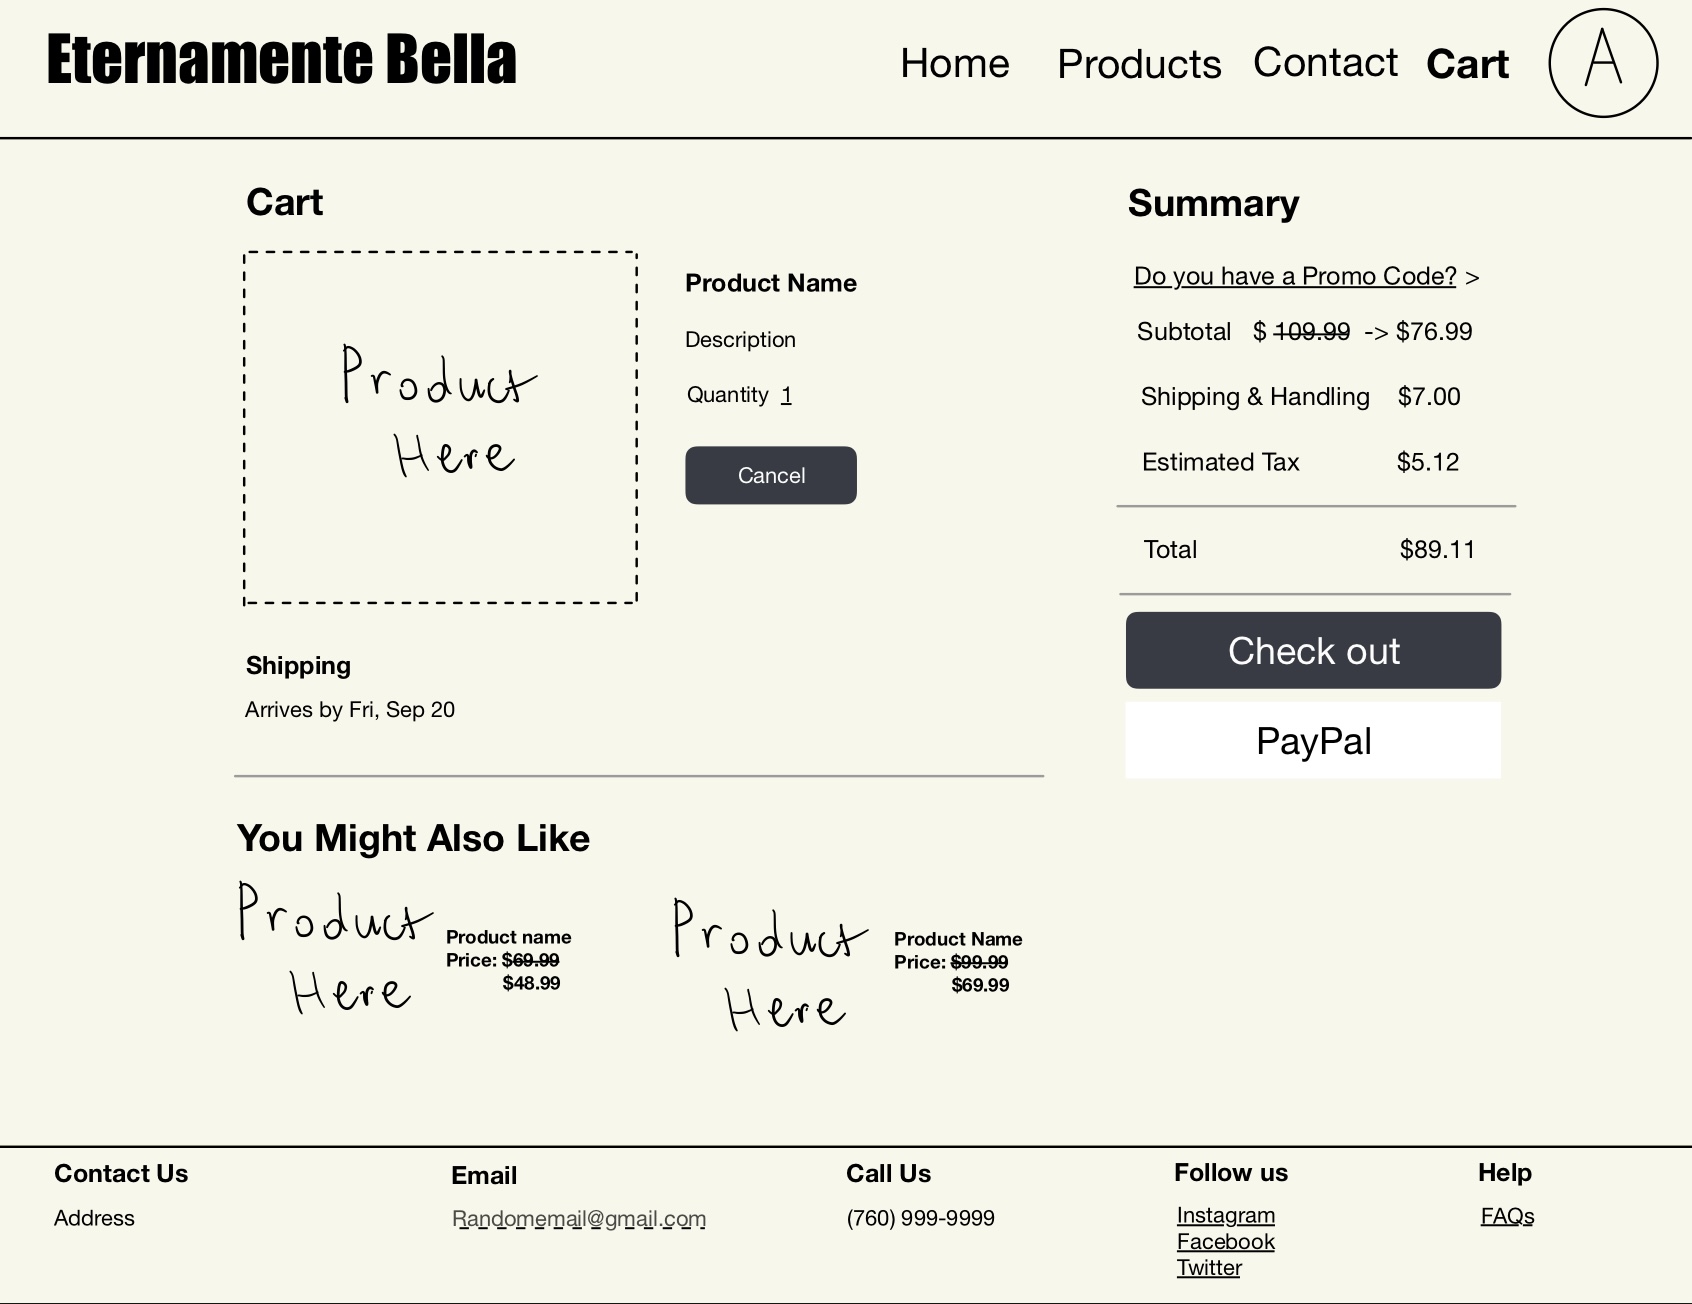 Eternamente Bella
Home Products Contact Cart A
Cart
Product Here
Product Name
Description
Quantity 1
Cancel
Shipping
Arrives by Fri, Sep 20
Summary
Do you have a Promo Code? >
Subtotal $ 109.99 -> $76.99
Shipping & Handling $7.00
Estimated Tax $5.12
Total $89.11
Check out
PayPal
You Might Also Like
Product
Here
Product name
Price: $69.99
$48.99
Product
Here
Product Name
Price: $99.99
$69.99
Contact Us
Address
Email
Randomemail@gmail.com
Call Us
(760) 999-9999
Follow us
Instagram
Facebook
Twitter
Help
FAQs